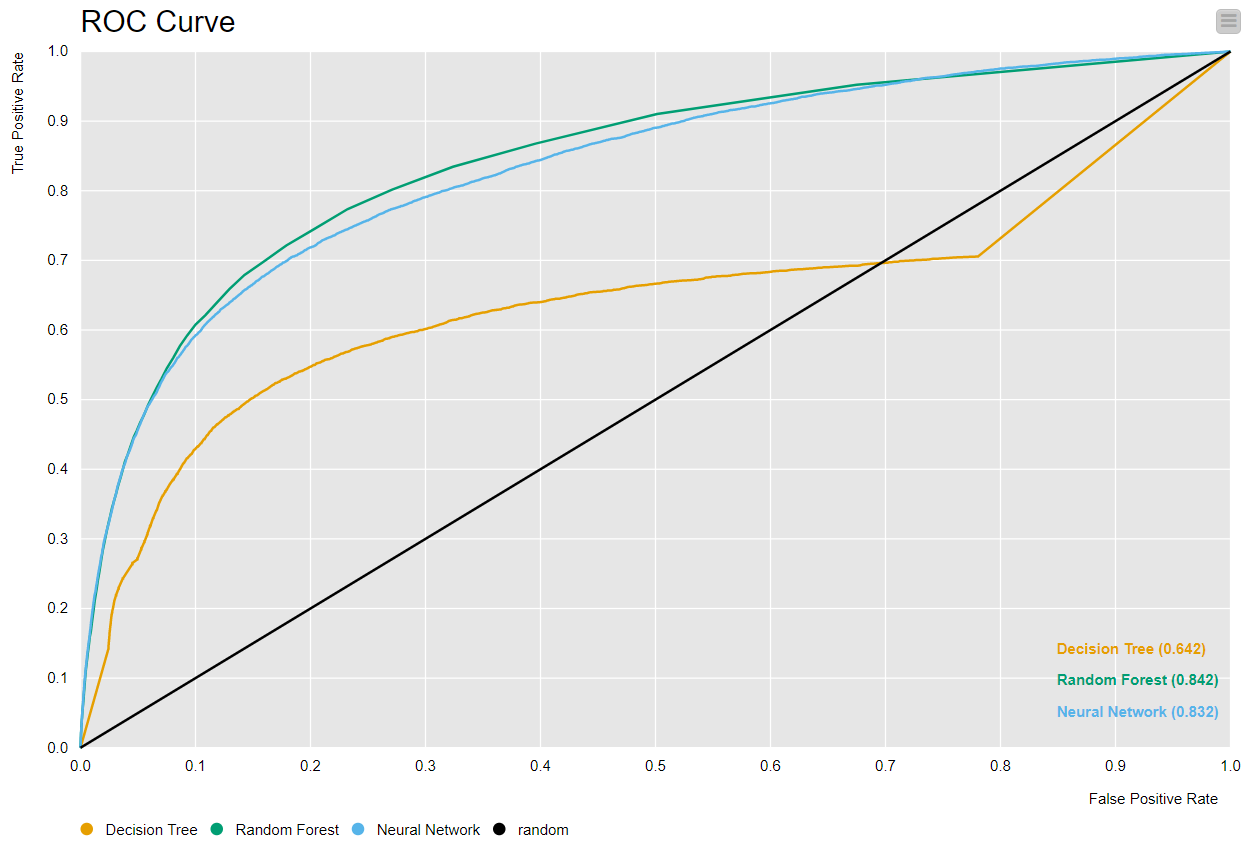 ROC Curve
True Positive Rate
1.0
0.9
0.8
0.7
0.6
0.5
0.4
0.3
0.2
0.1
0.0
Decision Tree (0.642)
Random Forest (0.842)
Neural Network (0.832)
0.0 0.1 0.2 0.3 0.4 0.5 0.6 0.7 0.8 0.9 1.0
False Positive Rate
Decision Tree Random Forest Neural Network random